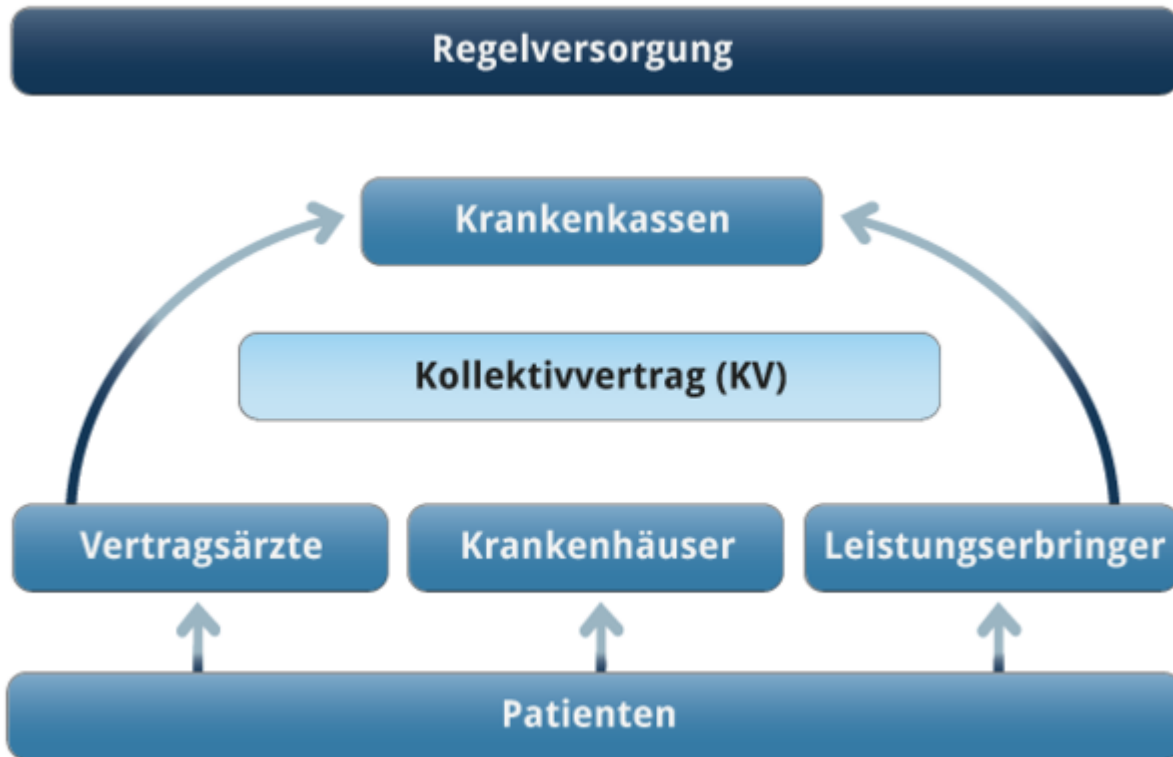 Regelversorgung
Krankenkassen
Kollektivvertrag (KV)
Vertragsärzte
Krankenhäuser
Leistungserbringer
Patienten